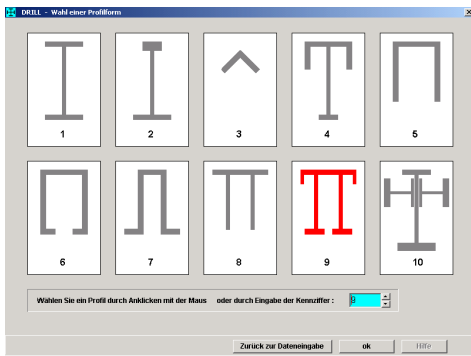 DRILL - Wahl einer Profilform
1 2 3 4 5
6 7 8 9 10
Wählen Sie ein Profil durch Anklicken mit der Maus oder durch Eingabe der Kennziffer : 9
Zurück zur Dateneingabe ok Hilfe